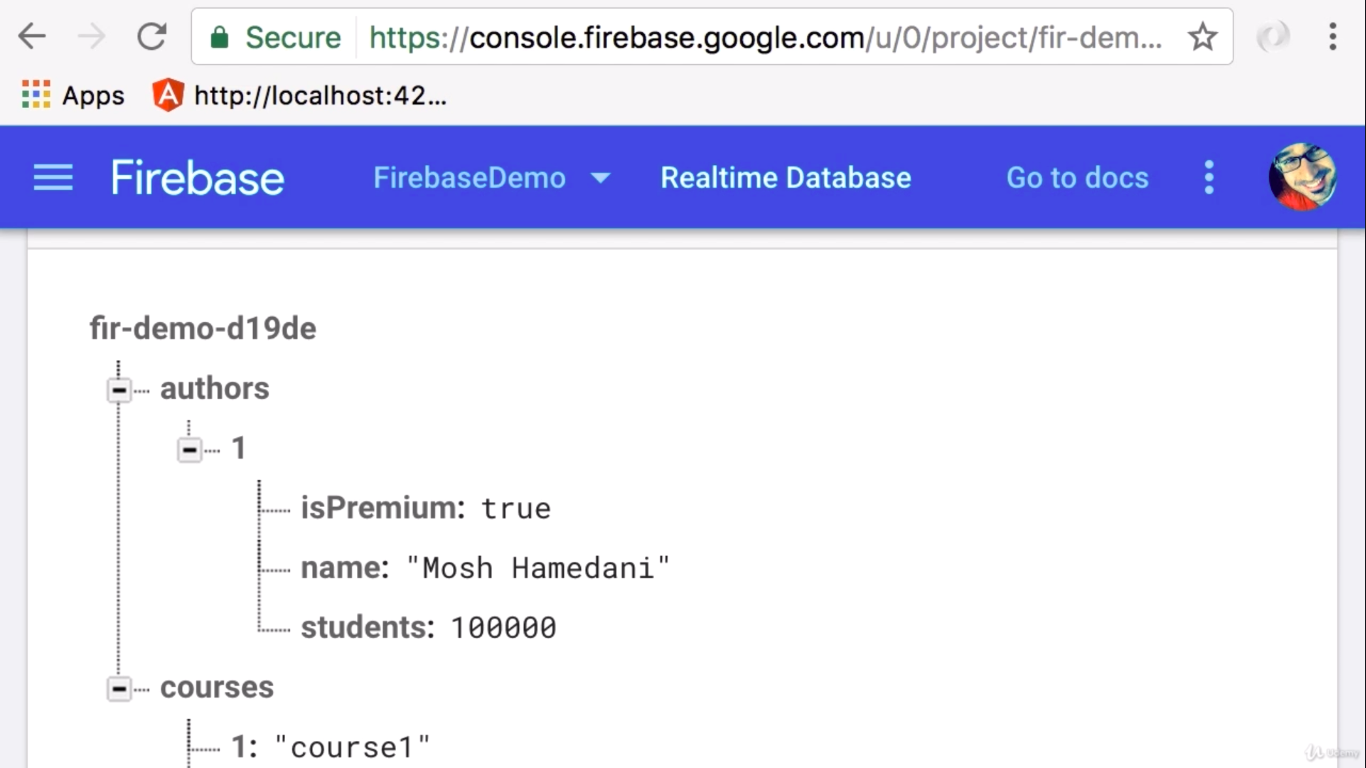 Secure https://console.firebase.google.com/u/0/project/fir-dem...
Apps http://localhost:42...
Firebase FirebaseDemo Realtime Database Go to docs
fir-demo-d19de
authors
1
isPremium: true
name: "Mosh Hamedani"
students: 100000
courses
1: "course1"
Udemy